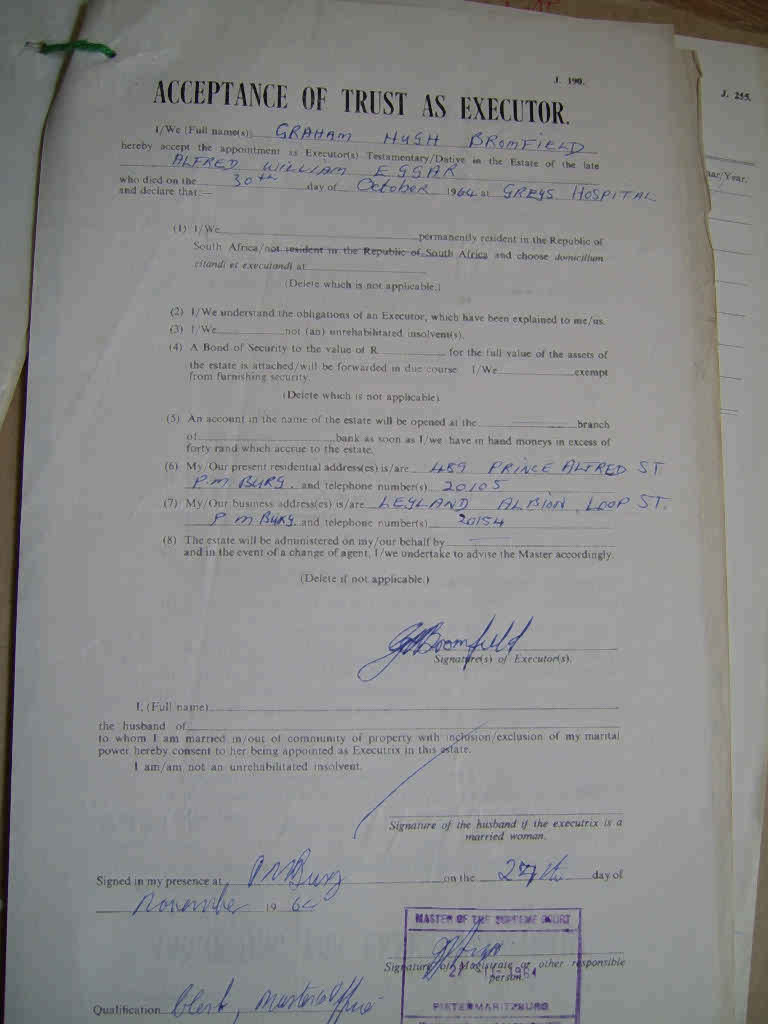 J. 190.
J. 255.
ACCEPTANCE OF TRUST AS EXECUTOR.
I/We (Full name(s)) GRAHAM HUGH BROMFIELD
hereby accept the appointment as Executor(s) Testamentary/Dative in the Estate of the late
ALFRED WILLIAM EGGAR
who died on the 30th day of October 1964 at GREYS HOSPITAL
and declare that:—
/Year.
(1) I/We permanently resident in the Republic of
South Africa/not resident in the Republic of South Africa and choose domicilium
citandi et executandi at
(Delete which is not applicable.)
(2) I/We understand the obligations of an Executor, which have been explained to me/us.
(3) I/We not (an) unrehabilitated insolvent(s).
(4) A Bond of Security to the value of R for the full value of the assets of
the estate is attached/will be forwarded in due course. I/We exempt
from furnishing security.
(Delete which is not applicable).
(5) An account in the name of the estate will be opened at the branch
of bank as soon as I/we have in hand moneys in excess of
forty rand which accrue to the estate.
(6) My/Our present residential address(es) is/are 489 PRINCE ALFRED ST
P.M. BURG and telephone number(s) 20105
(7) My/Our business address(es) is/are LEYLAND ALBION, LOOP ST.
P M BURG and telephone number(s) 20154
(8) The estate will be administered on my/our behalf by
and in the event of a change of agent, I/we undertake to advise the Master accordingly.
(Delete if not applicable.)
GHBromfield
Signature(s) of Executor(s).
I, (Full name)
the husband of
to whom I am married in/out of community of property with inclusion/exclusion of my marital
power hereby consent to her being appointed as Executrix in this estate.
I am/am not an unrehabilitated insolvent.
Signature of the husband if the executrix is a
married woman.
Signed in my presence at PMBurg on the 27th day of
November 1964
MASTER OF THE SUPREME COURT
Signature of Magistrate or other responsible
person.
27 -11- 1964
PIETERMARITZBURG
Qualification Clerk, Masters Office